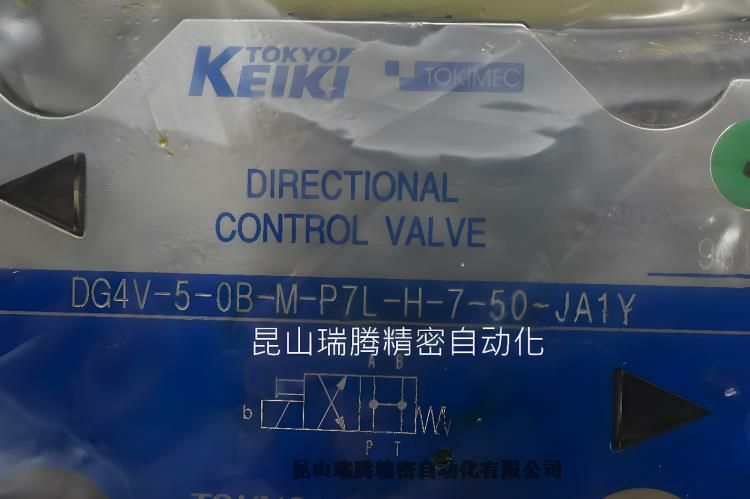 TOKYO
KEIKI
TOKIMEC
DIRECTIONAL
CONTROL VALVE
DG4V-5-0B-M-P7L-H-7-50-JA1Y
昆山瑞腾精密自动化
A B
b
P T
昆山瑞腾精密自动化有限公司